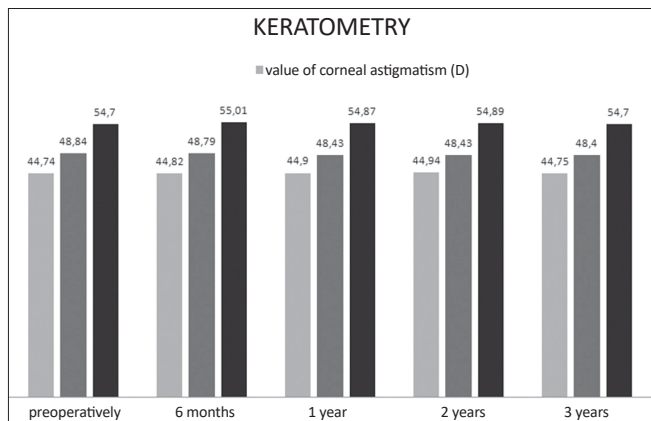 KERATOMETRY
value of corneal astigmatism (D)
44,74 48,84 54,7 44,82 48,79 55,01 44,9 48,43 54,87 44,94 48,43 54,89 44,75 48,4 54,7
preoperatively 6 months 1 year 2 years 3 years